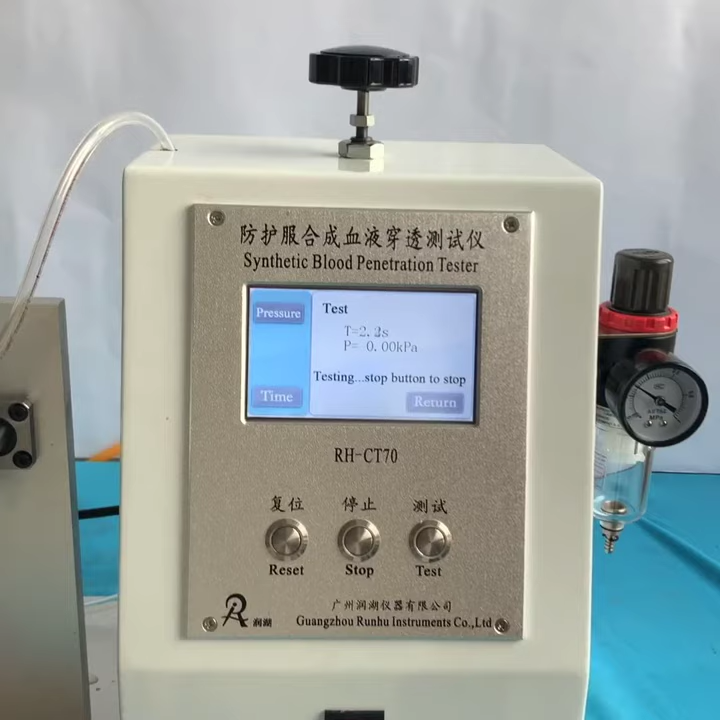 防护服合成血液穿透测试仪
Synthetic Blood Penetration Tester
Pressure
Test
P= 0.00kPa
Testing...stop button to stop
Time
Return
RH-CT70
复位
停止
测试
Reset
Stop
Test
润湖
广州润湖仪器有限公司
Guangzhou Runhu Instruments Co.,Ltd
MPa